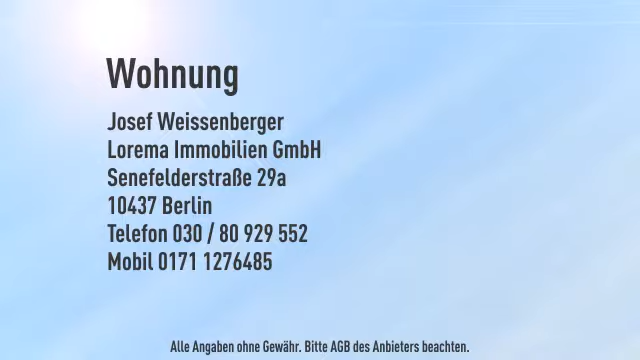 Wohnung
Josef Weissenberger
Lorema Immobilien GmbH
Senefelderstraße 29a
10437 Berlin
Telefon 030 / 80 929 552
Mobil 0171 1276485
Alle Angaben ohne Gewähr. Bitte AGB des Anbieters beachten.